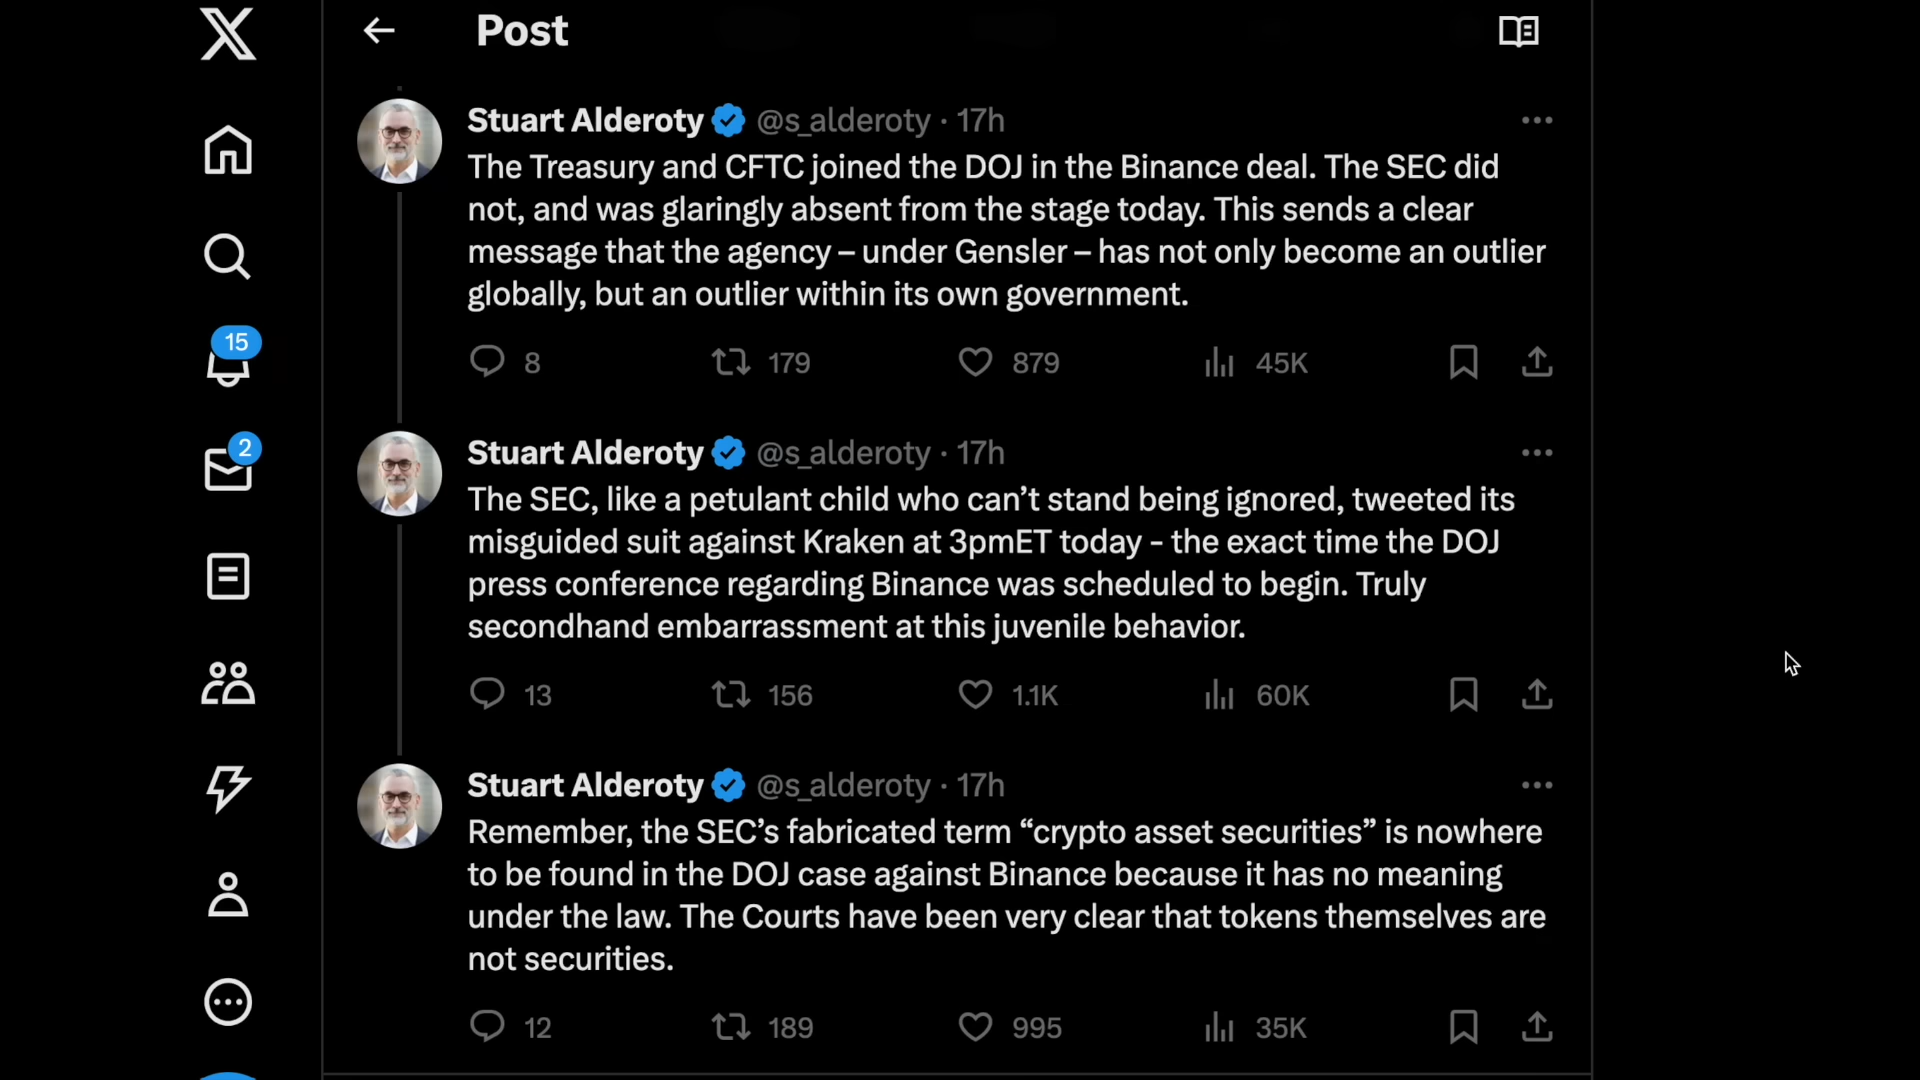 Post
Stuart Alderoty @s_alderoty · 17h
The Treasury and CFTC joined the DOJ in the Binance deal. The SEC did
not, and was glaringly absent from the stage today. This sends a clear
message that the agency – under Gensler – has not only become an outlier
globally, but an outlier within its own government.
8 179 879 45K
15
2
Stuart Alderoty @s_alderoty · 17h
The SEC, like a petulant child who can’t stand being ignored, tweeted its
misguided suit against Kraken at 3pmET today - the exact time the DOJ
press conference regarding Binance was scheduled to begin. Truly
secondhand embarrassment at this juvenile behavior.
13 156 1.1K 60K
Stuart Alderoty @s_alderoty · 17h
Remember, the SEC’s fabricated term “crypto asset securities” is nowhere
to be found in the DOJ case against Binance because it has no meaning
under the law. The Courts have been very clear that tokens themselves are
not securities.
12 189 995 35K